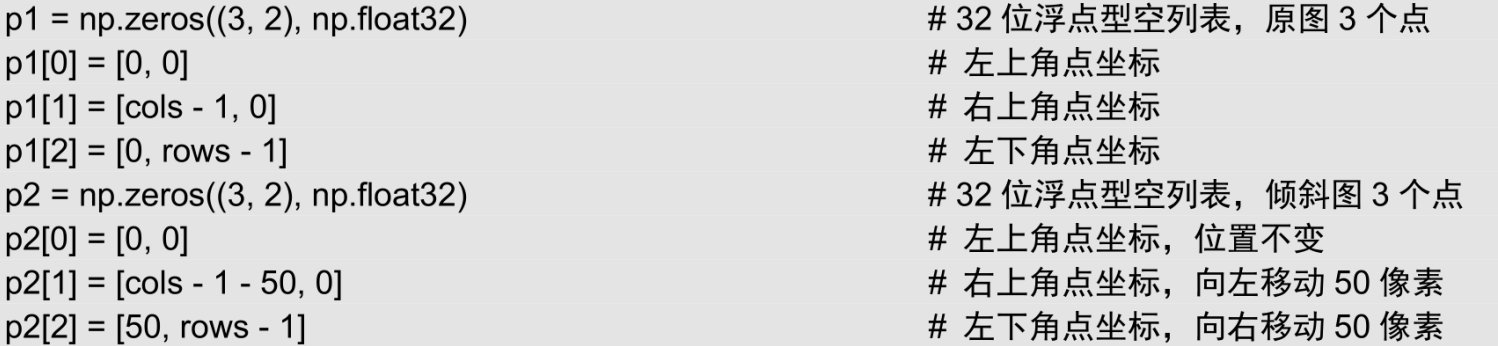 p1 = np.zeros((3, 2), np.float32) # 32 位浮点型空列表，原图 3 个点
p1[0] = [0, 0] # 左上角点坐标
p1[1] = [cols - 1, 0] # 右上角点坐标
p1[2] = [0, rows - 1] # 左下角点坐标
p2 = np.zeros((3, 2), np.float32) # 32 位浮点型空列表，倾斜图 3 个点
p2[0] = [0, 0] # 左上角点坐标，位置不变
p2[1] = [cols - 1 - 50, 0] # 右上角点坐标，向左移动 50 像素
p2[2] = [50, rows - 1] # 左下角点坐标，向右移动 50 像素